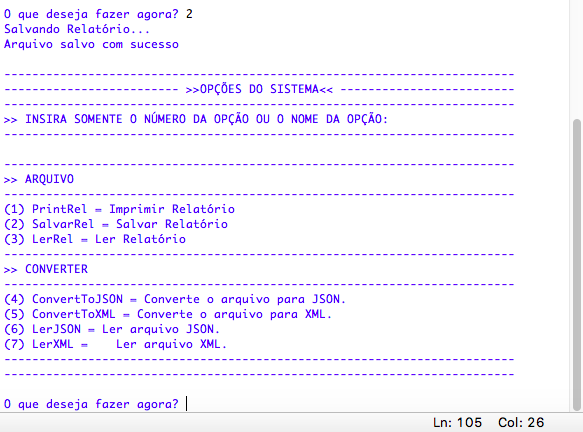 O que deseja fazer agora? 2
Salvando Relatório...
Arquivo salvo com sucesso
-------------------------------------------------------------------------
------------------------- >>OPÇÕES DO SISTEMA<< -------------------------
-------------------------------------------------------------------------
>> INSIRA SOMENTE O NÚMERO DA OPÇÃO OU O NOME DA OPÇÃO:
-------------------------------------------------------------------------
-------------------------------------------------------------------------
>> ARQUIVO
-------------------------------------------------------------------------
(1) PrintRel = Imprimir Relatório
(2) SalvarRel = Salvar Relatório
(3) LerRel = Ler Relatório
-------------------------------------------------------------------------
>> CONVERTER
-------------------------------------------------------------------------
(4) ConvertToJSON = Converte o arquivo para JSON.
(5) ConvertToXML = Converte o arquivo para XML.
(6) LerJSON = Ler arquivo JSON.
(7) LerXML =    Ler arquivo XML.
-------------------------------------------------------------------------
-------------------------------------------------------------------------
O que deseja fazer agora?
Ln: 105 Col: 26